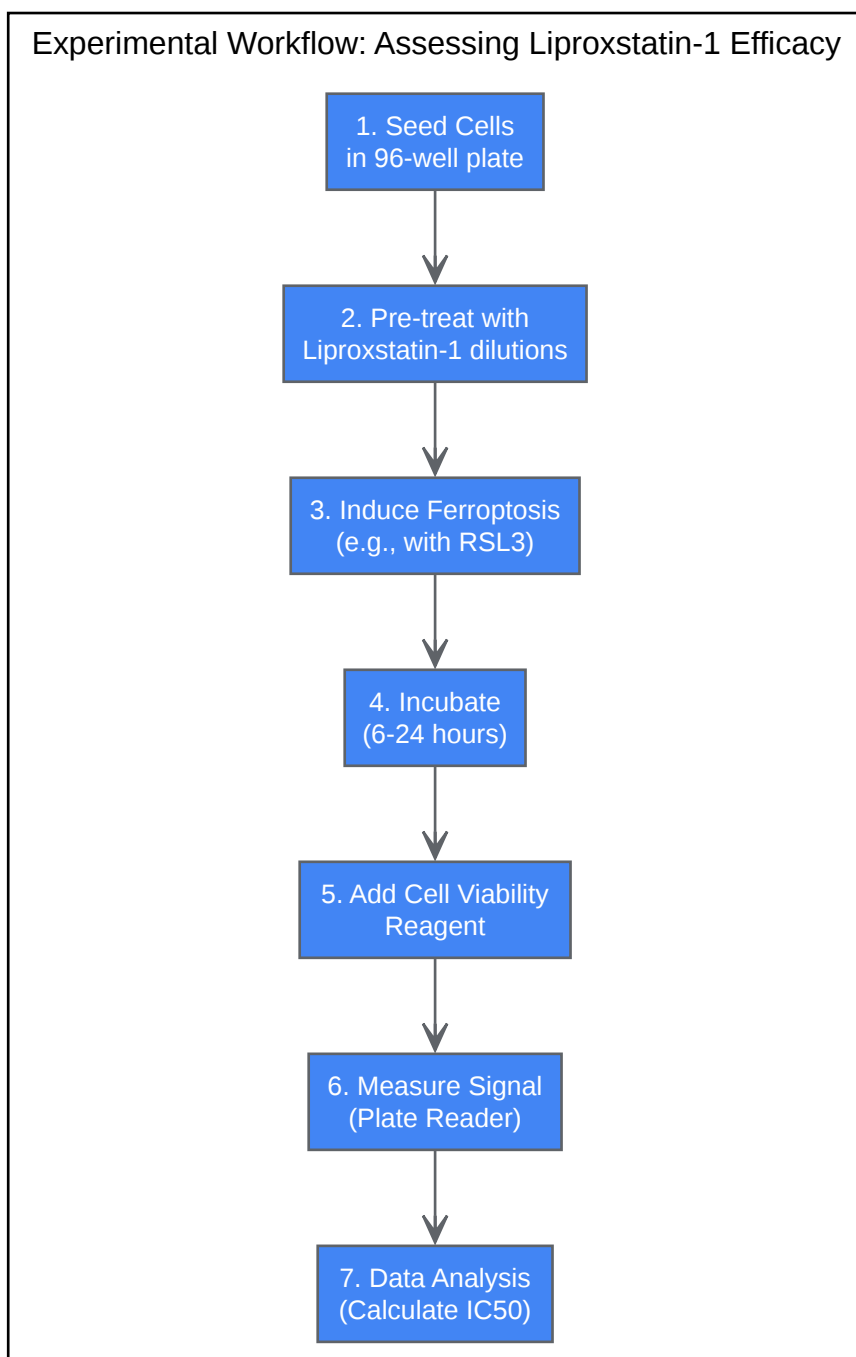 Experimental Workflow: Assessing Liproxstatin-1 Efficacy
1. Seed Cells
in 96-well plate
2. Pre-treat with
Liproxstatin-1 dilutions
3. Induce Ferroptosis
(e.g., with RSL3)
4. Incubate
(6-24 hours)
5. Add Cell Viability
Reagent
6. Measure Signal
(Plate Reader)
7. Data Analysis
(Calculate IC50)